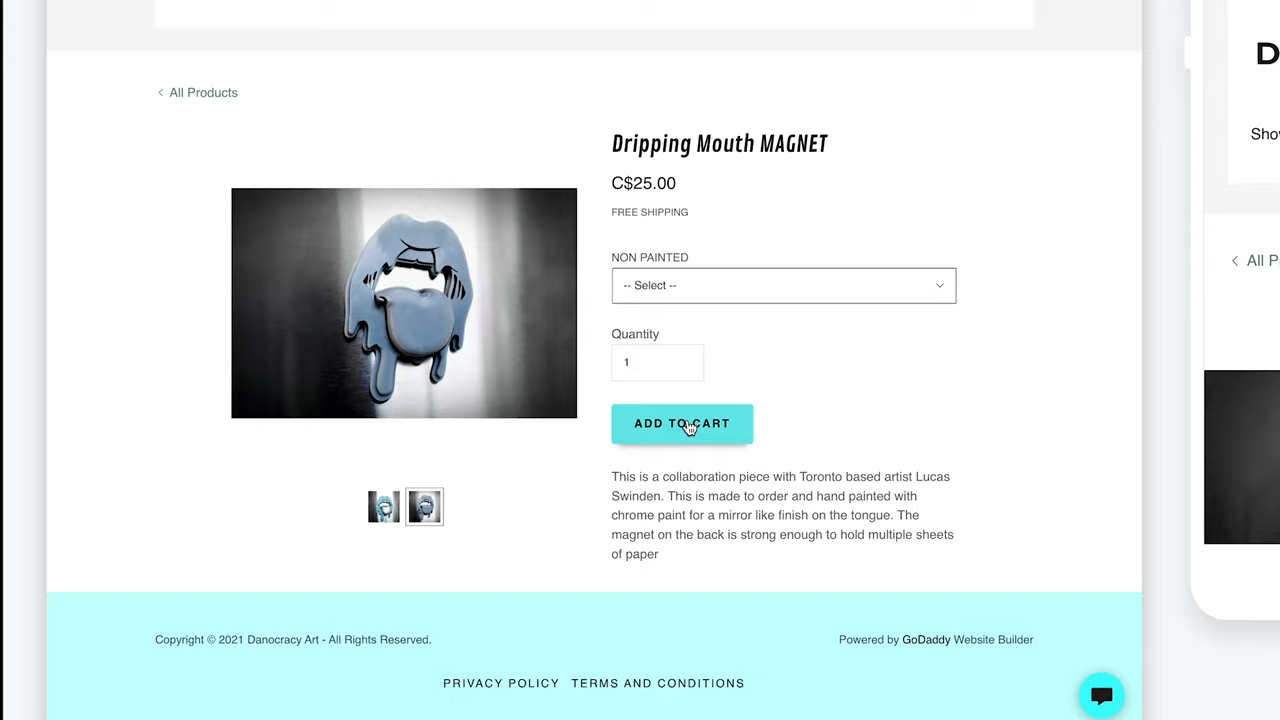 All Products
Dripping Mouth MAGNET
C$25.00
FREE SHIPPING
NON PAINTED
-- Select --
Quantity
1
ADD TO CART
This is a collaboration piece with Toronto based artist Lucas
Swinden. This is made to order and hand painted with
chrome paint for a mirror like finish on the tongue. The
magnet on the back is strong enough to hold multiple sheets
of paper
Copyright © 2021 Danocracy Art - All Rights Reserved.
Powered by GoDaddy Website Builder
PRIVACY POLICY TERMS AND CONDITIONS
D
Sho
All P